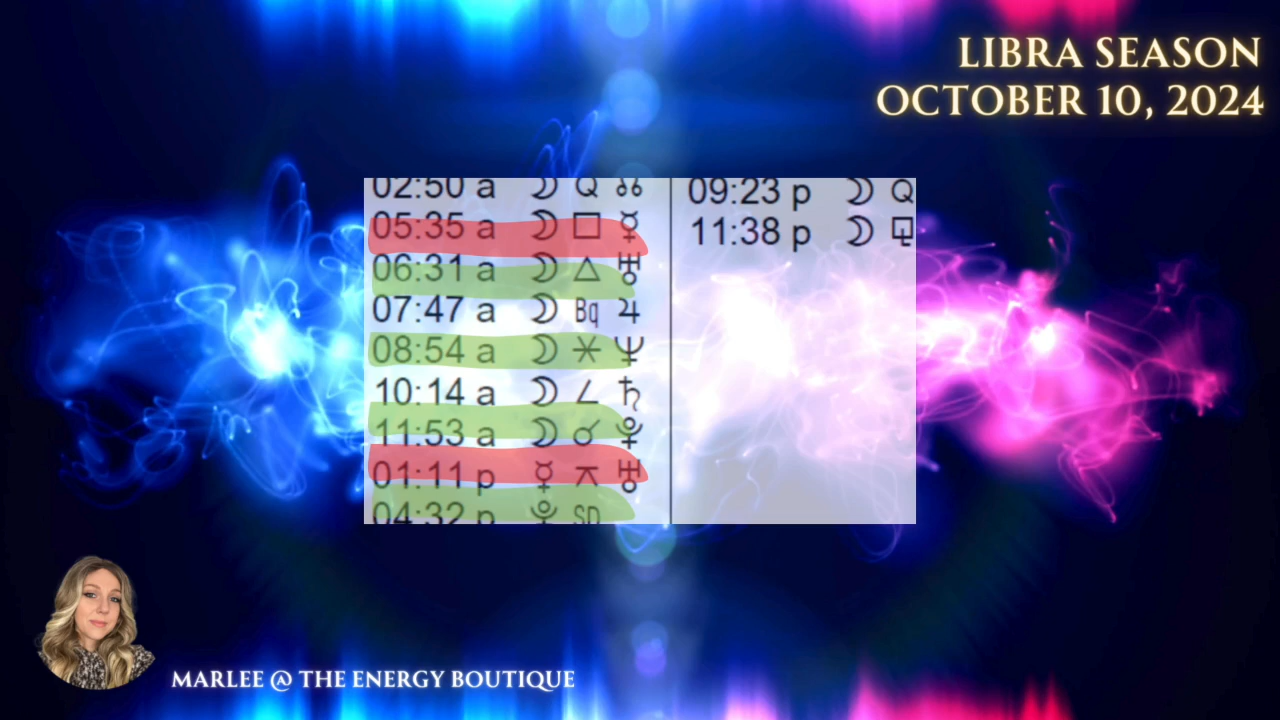 LIBRA SEASON
OCTOBER 10, 2024
02:50 a ☽ Q ☊
05:35 a ☽ □ ☿
06:31 a ☽ △ ♅
07:47 a ☽ Bq ♃
08:54 a ☽ ⚹ ♆
10:14 a ☽ ∠ ♄
11:53 a ☽ ☌ ♇
01:11 p ☿ ⚻ ♅
04:32 p ♇ SD
09:23 p ☽ Q
11:38 p ☽ ⚼
MARLEE @ THE ENERGY BOUTIQUE